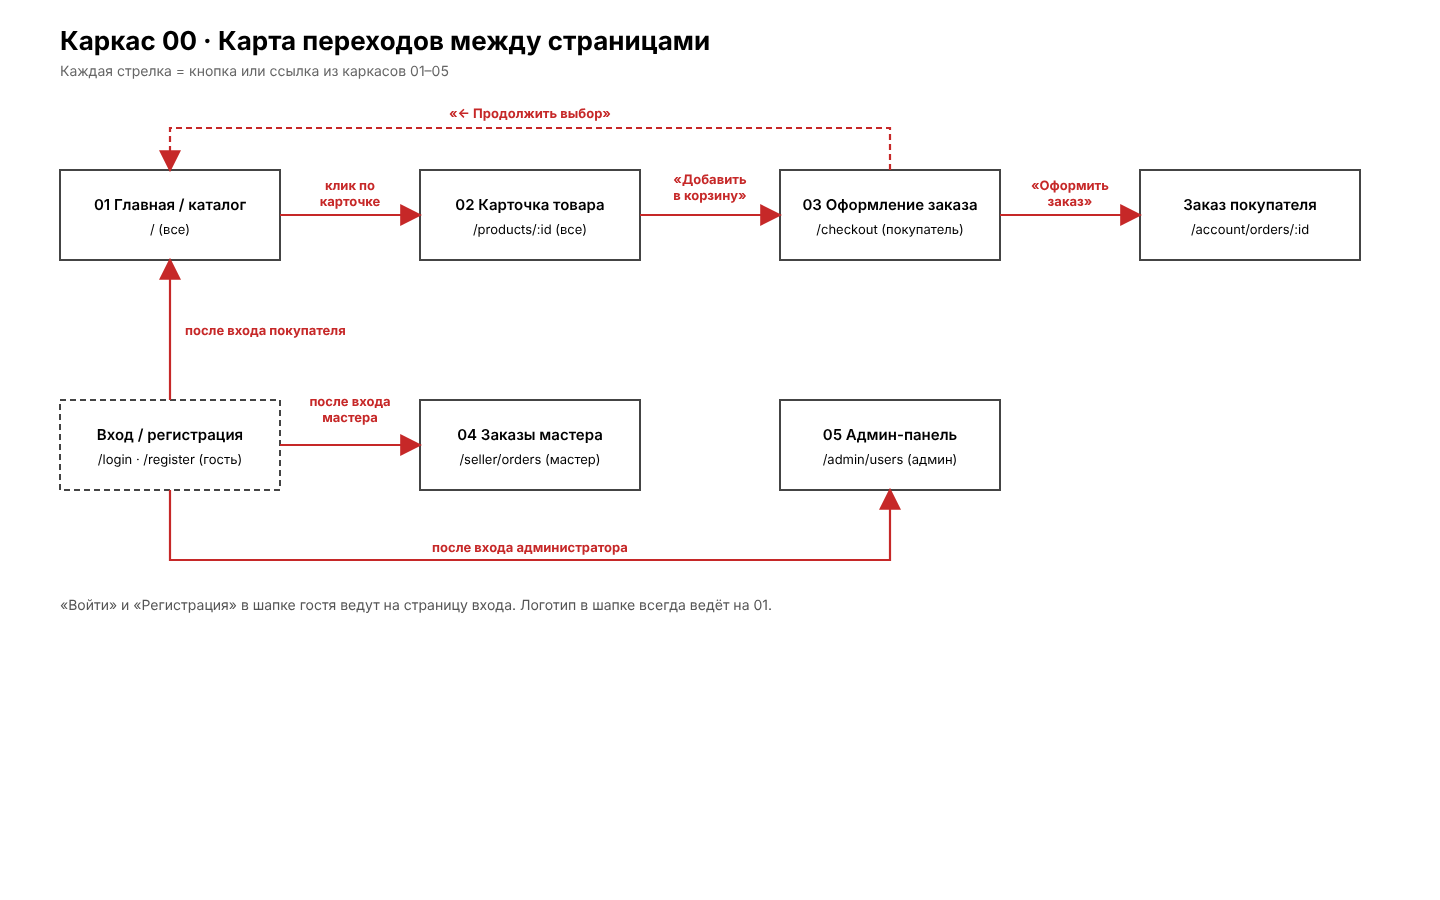 Каркас 00 · Карта переходов между страницами
Каждая стрелка = кнопка или ссылка из каркасов 01–05
«← Продолжить выбор»
01 Главная / каталог
/ (все)
клик по
карточке
02 Карточка товара
/products/:id (все)
«Добавить
в корзину»
03 Оформление заказа
/checkout (покупатель)
«Оформить
заказ»
Заказ покупателя
/account/orders/:id
после входа покупателя
Вход / регистрация
/login · /register (гость)
после входа
мастера
04 Заказы мастера
/seller/orders (мастер)
05 Админ-панель
/admin/users (админ)
после входа администратора
«Войти» и «Регистрация» в шапке гостя ведут на страницу входа. Логотип в шапке всегда ведёт на 01.